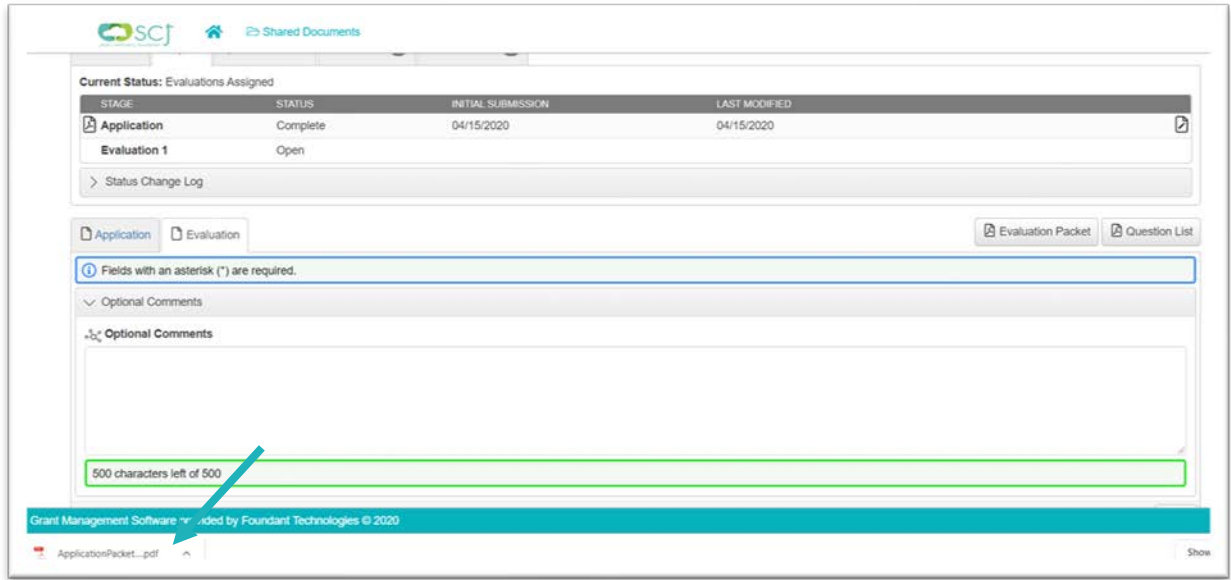 SCJ
Shared Documents
Current Status: Evaluations Assigned
STAGE STATUS INITIAL SUBMISSION LAST MODIFIED
Application Complete 04/15/2020 04/15/2020
Evaluation 1 Open
Status Change Log
Application Evaluation Evaluation Packet Question List
Fields with an asterisk (*) are required.
Optional Comments
Optional Comments
500 characters left of 500
Grant Management Software provided by Foundant Technologies © 2020
ApplicationPacket....pdf Show